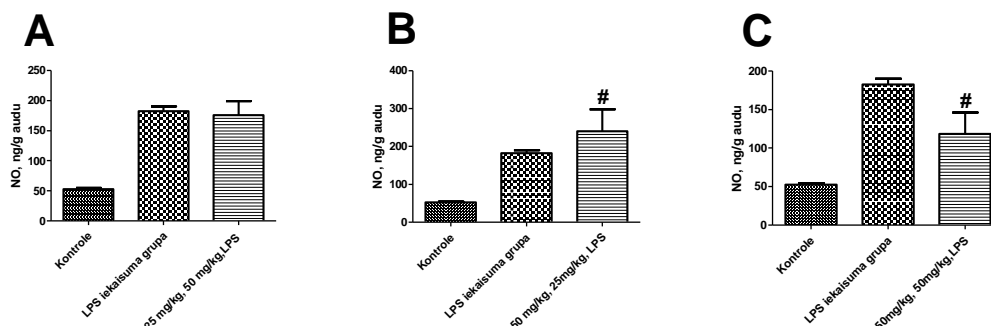 A
B
C
NO, ng/g audu
250
200
150
100
50
0
Kontrole
LPS iekaisuma grupa
25 mg/kg, 50 mg/kg,LPS
NO, ng/g audu
400
300
200
100
0
#
Kontrole
LPS iekaisuma grupa
50 mg/kg, 25mg/kg, LPS
NO, ng/g audu
200
150
100
50
0
#
Kontrole
LPS iekaisuma grupa
50mg/kg, 50mg/kg,LPS